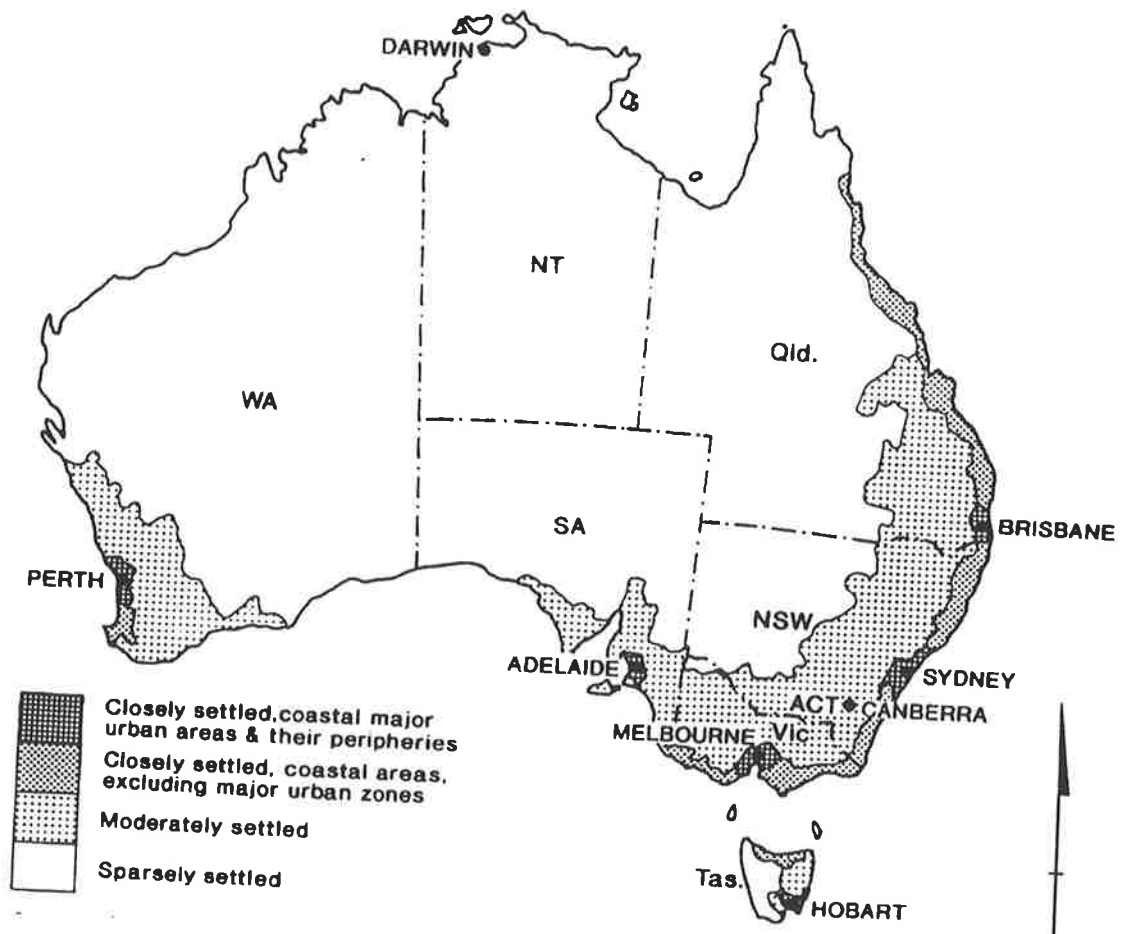 DARWIN
NT
Qld.
WA
SA
BRISBANE
PERTH
NSW
ADELAIDE
SYDNEY
ACT
CANBERRA
MELBOURNE
Vic
Closely settled, coastal major
urban areas & their peripheries
Closely settled, coastal areas,
excluding major urban zones
Moderately settled
Sparsely settled
Tas.
HOBART